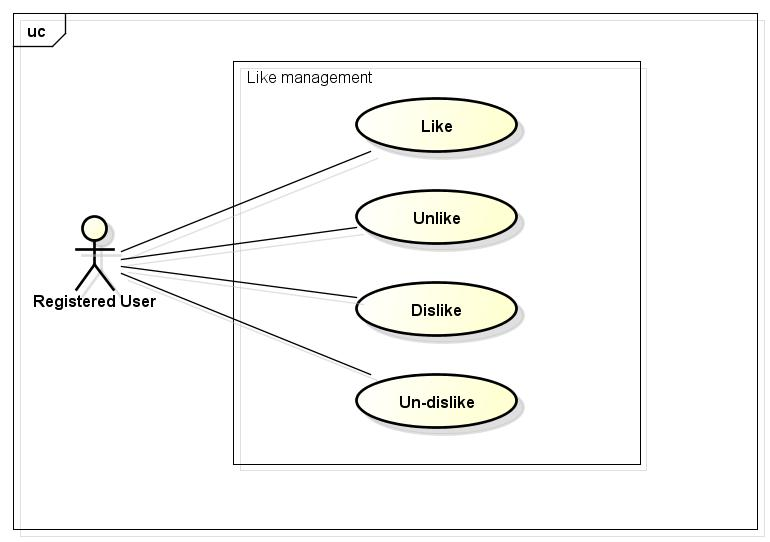 uc
Like management
Like
Unlike
Registered User
Dislike
Un-dislike